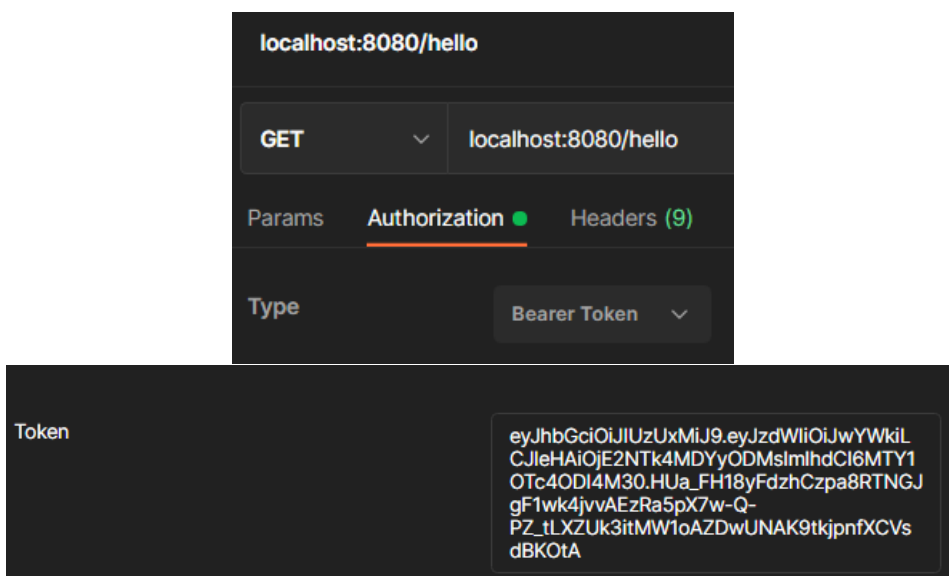 localhost:8080/hello
GET
localhost:8080/hello
Params
Authorization
Headers (9)
Type
Bearer Token
Token
eyJhbGciOiJIUzUxMiJ9.eyJzdWIiOiJwYWkiL
CJleHAiOjE2NTk4MDYyODMsImlhdCI6MTY1
OTc4ODI4M30.HUa_FH18yFdzhCzpa8RTNGJ
gF1wk4jvvAEzRa5pX7w-Q-
PZ_tLXZUk3itMW1oAZDwUNAK9tkjpnfXCVs
dBKOtA